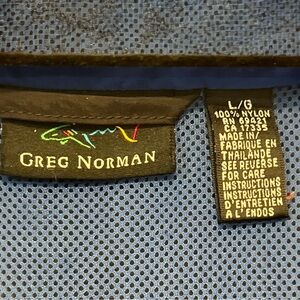 GREG NORMAN
L/G
100% NYLON
RN 69421
CA 17335
MADE IN/
FABRIQUE EN
THAILANDE
SEE REVERSE
FOR CARE
INSTRUCTIONS
INSTRUCTIONS
D'ENTRETIEN
A L'ENDOS